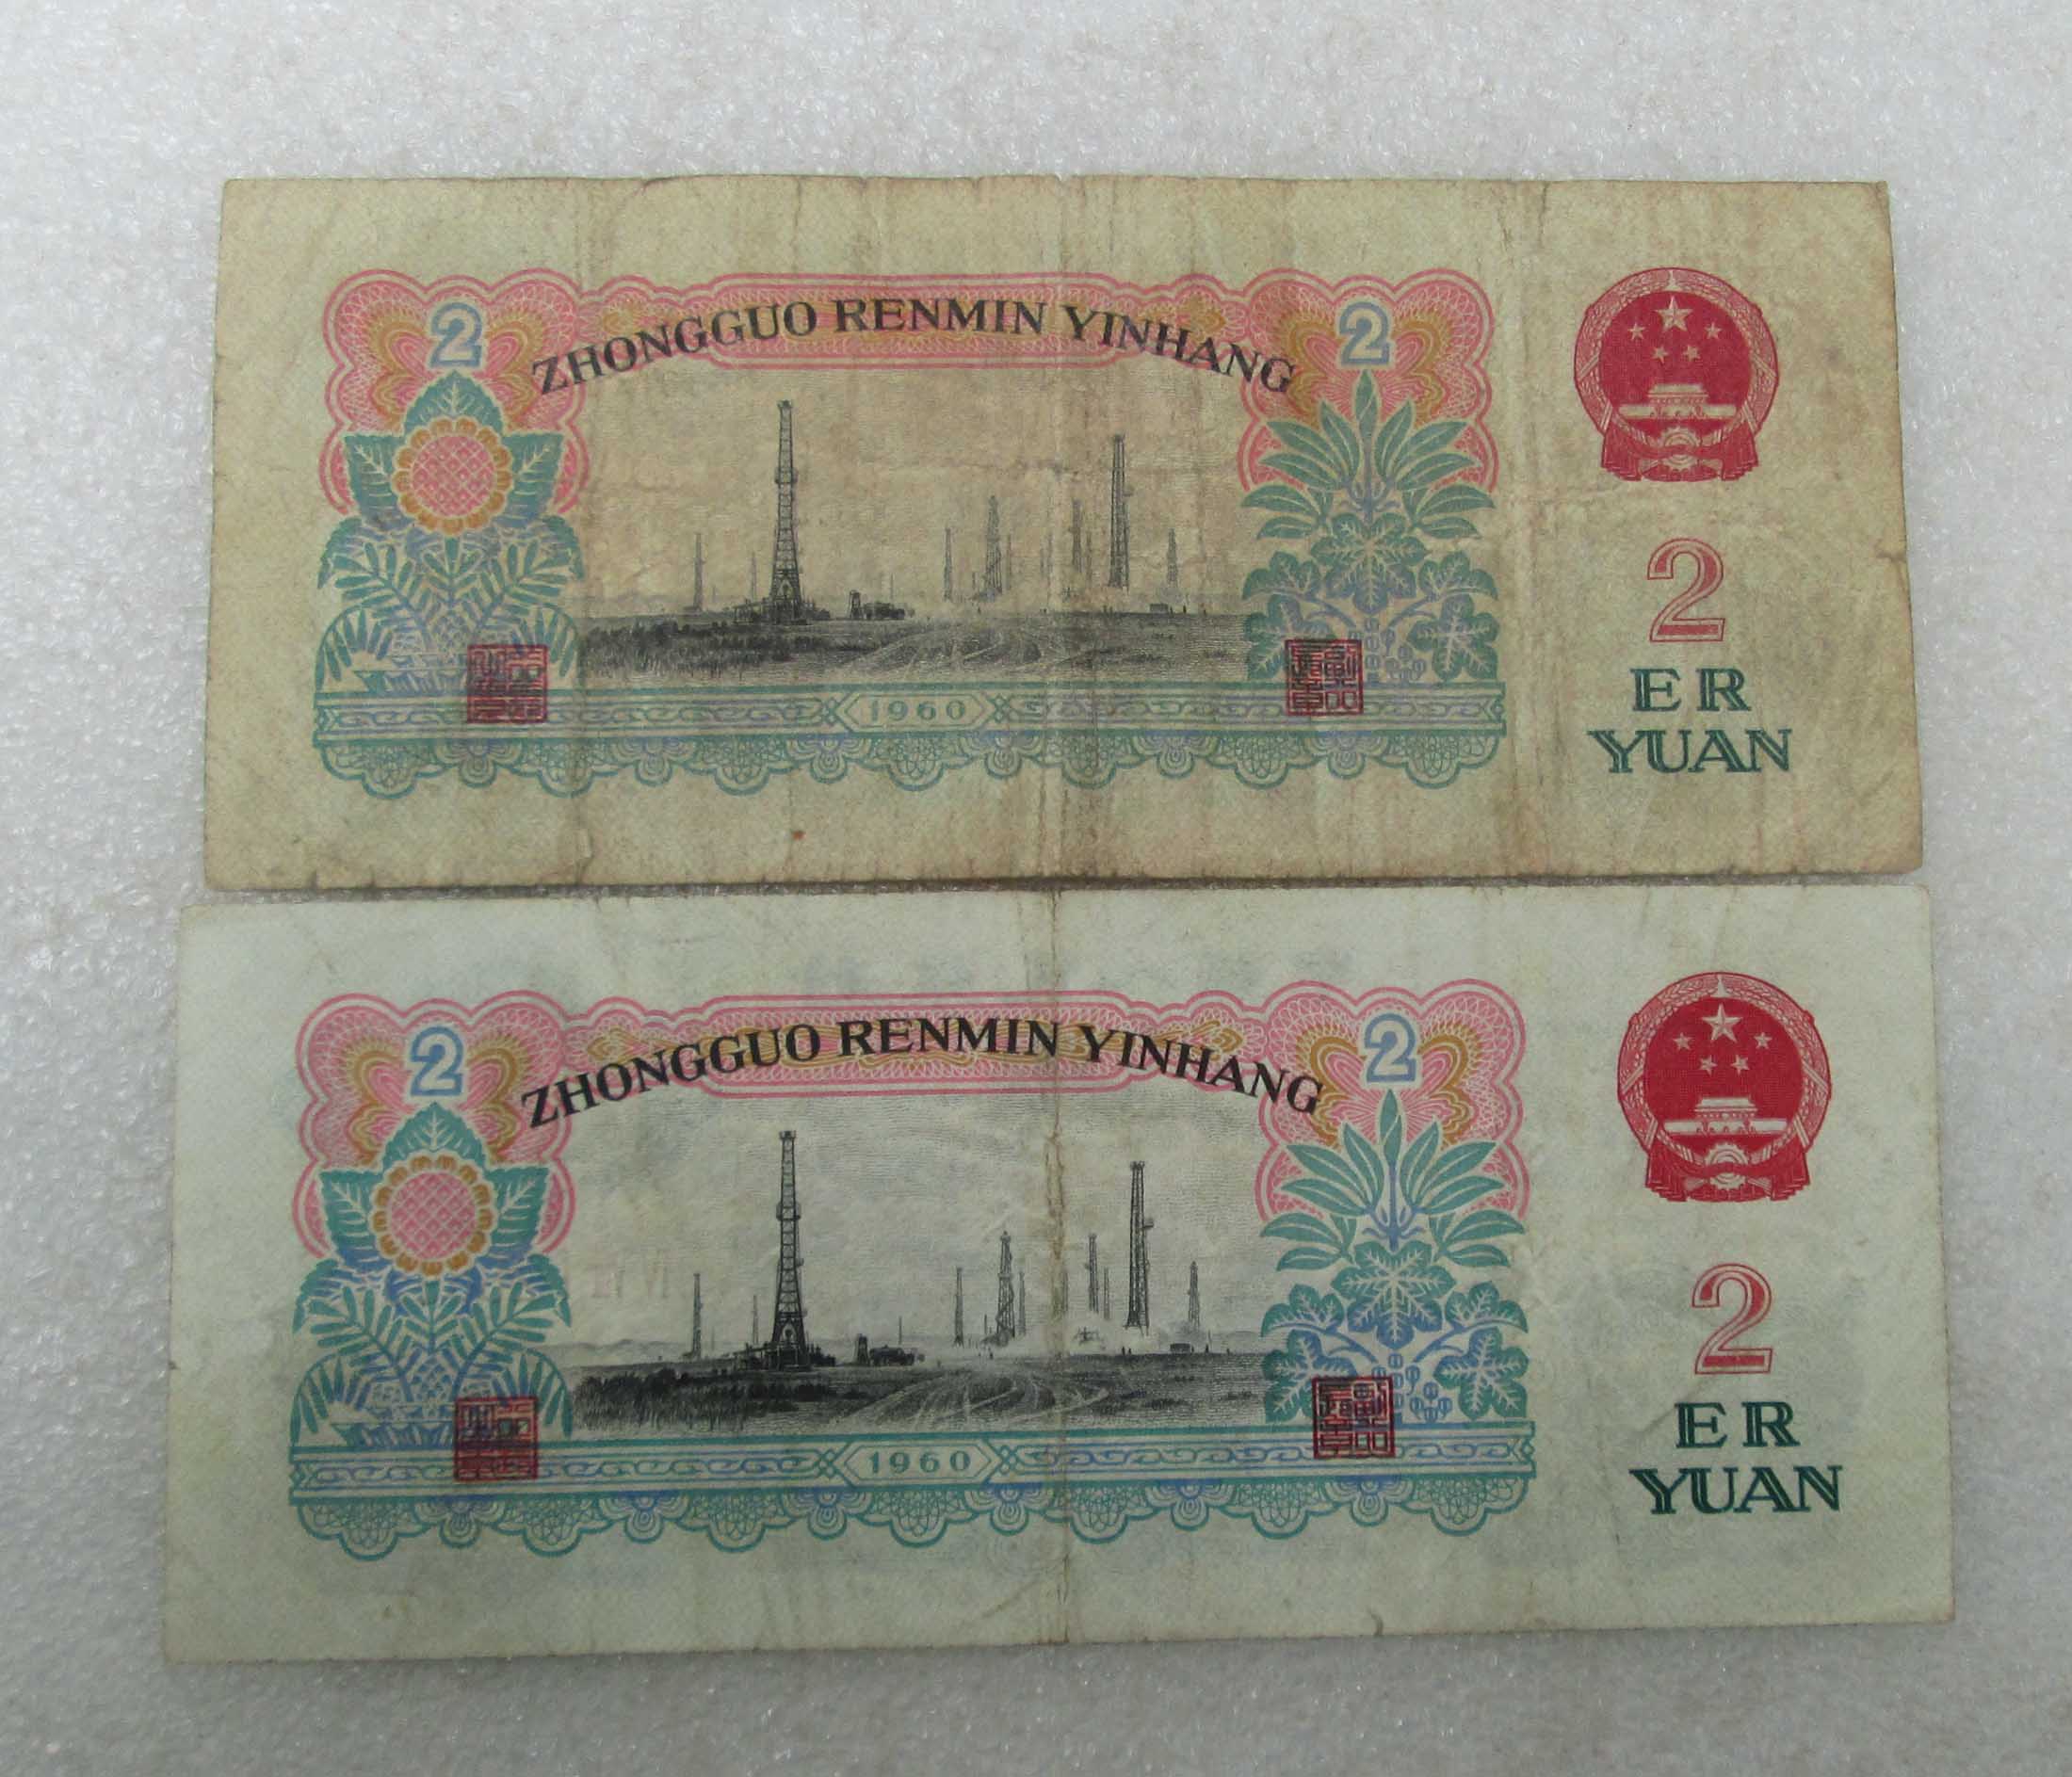 2 ZHONGGUO RENMIN YINHANG 2
2
ER
YUAN
1960
2 ZHONGGUO RENMIN YINHANG 2
2
ER
YUAN
1960